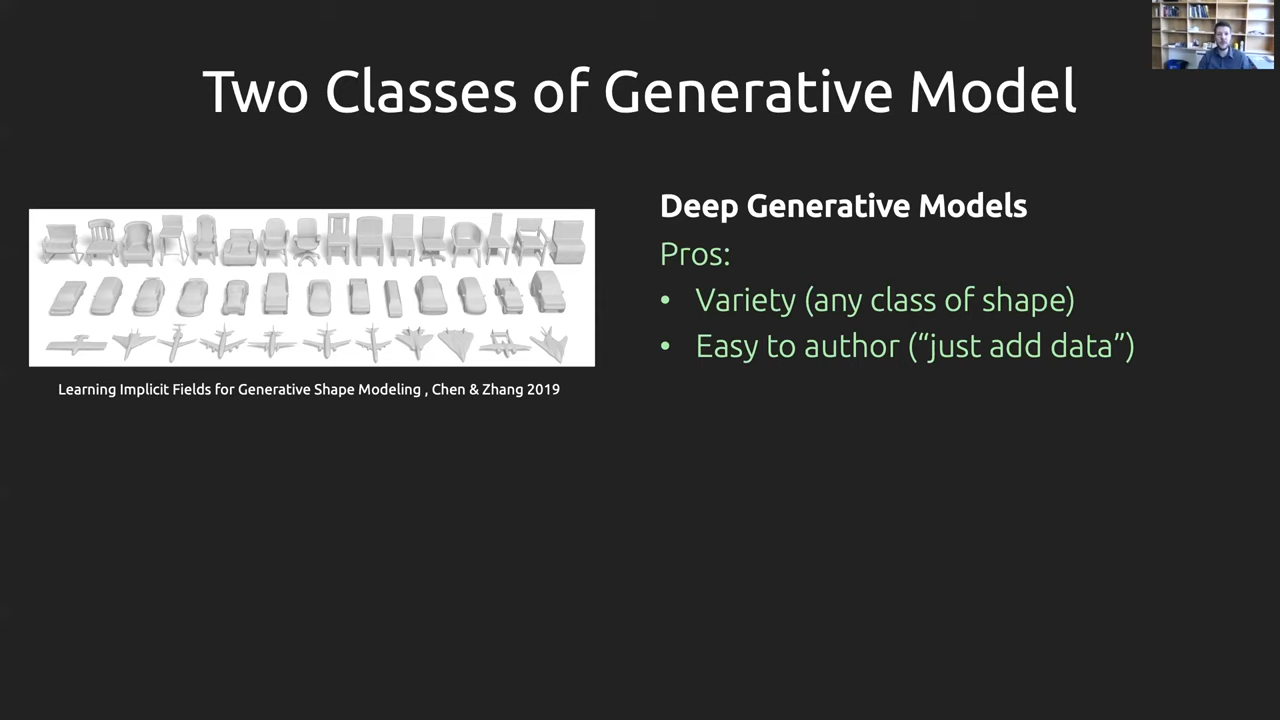 Two Classes of Generative Model
Deep Generative Models
Pros:
• Variety (any class of shape)
• Easy to author (“just add data”)
Learning Implicit Fields for Generative Shape Modeling , Chen & Zhang 2019